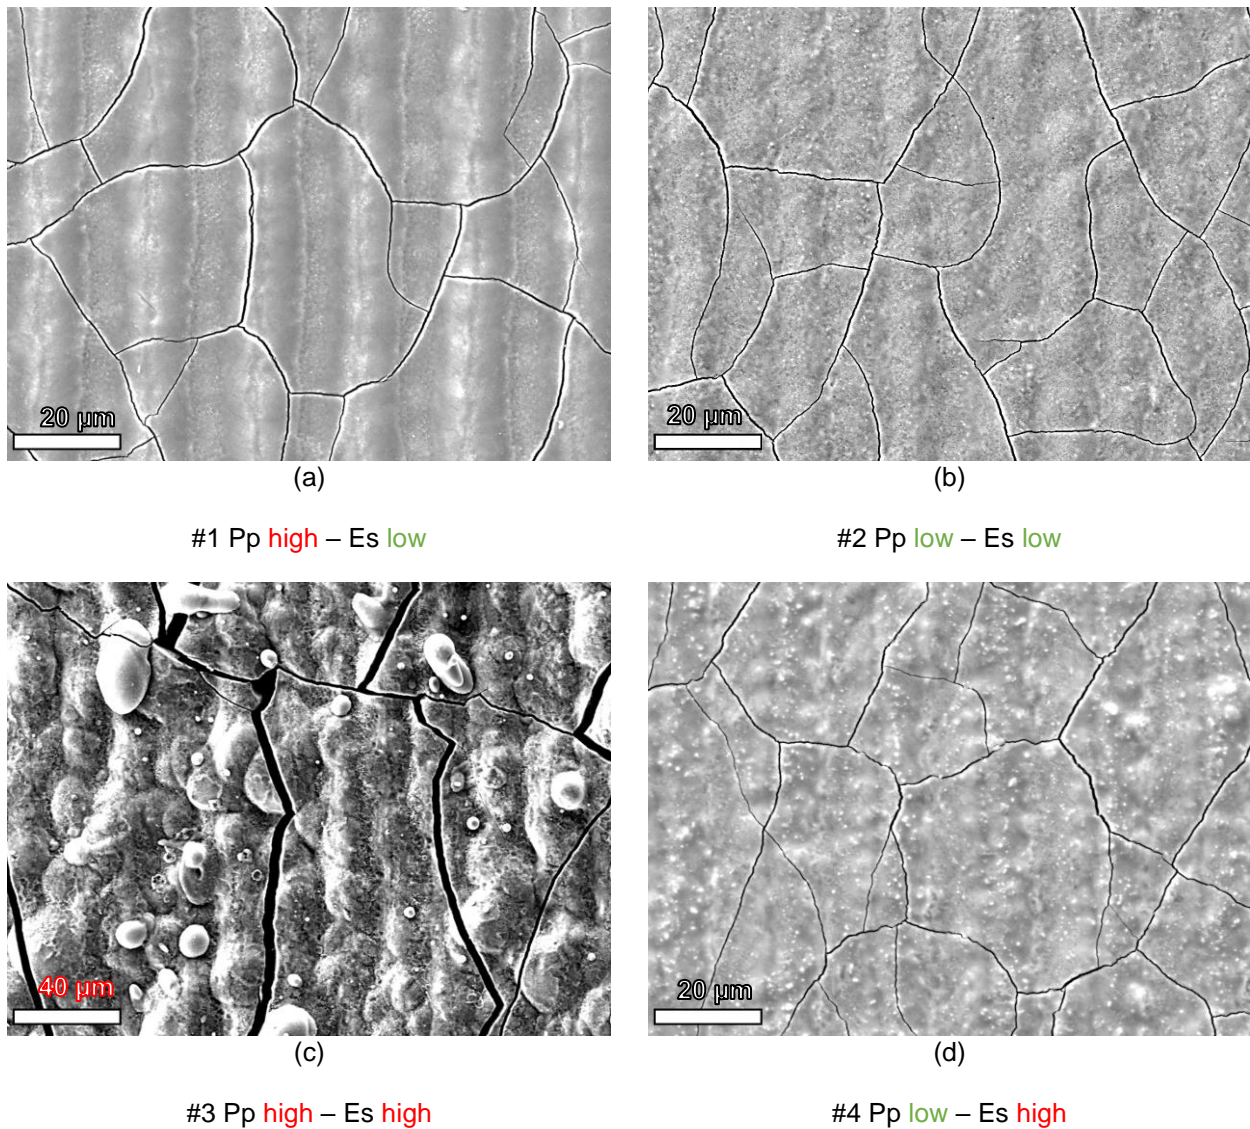 20 μm
20 μm
(a)
(b)
#1 Pp high – Es low
#2 Pp low – Es low
40 μm
20 μm
(c)
(d)
#3 Pp high – Es high
#4 Pp low – Es high